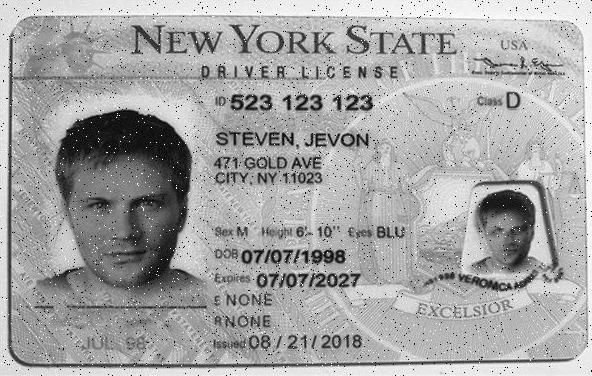 NEW YORK STATE
USA
DRIVER LICENSE
ID 523 123 123
Class D
STEVEN, JEVON
471 GOLD AVE
CITY, NY 11023
Sex M Height 6'- 10'' Eyes BLU
DOB 07/07/1998
Expires 07/07/2027
E NONE
R NONE
Issued 08 / 21 / 2018
VERONICA
EXCELSIOR
JUL 98